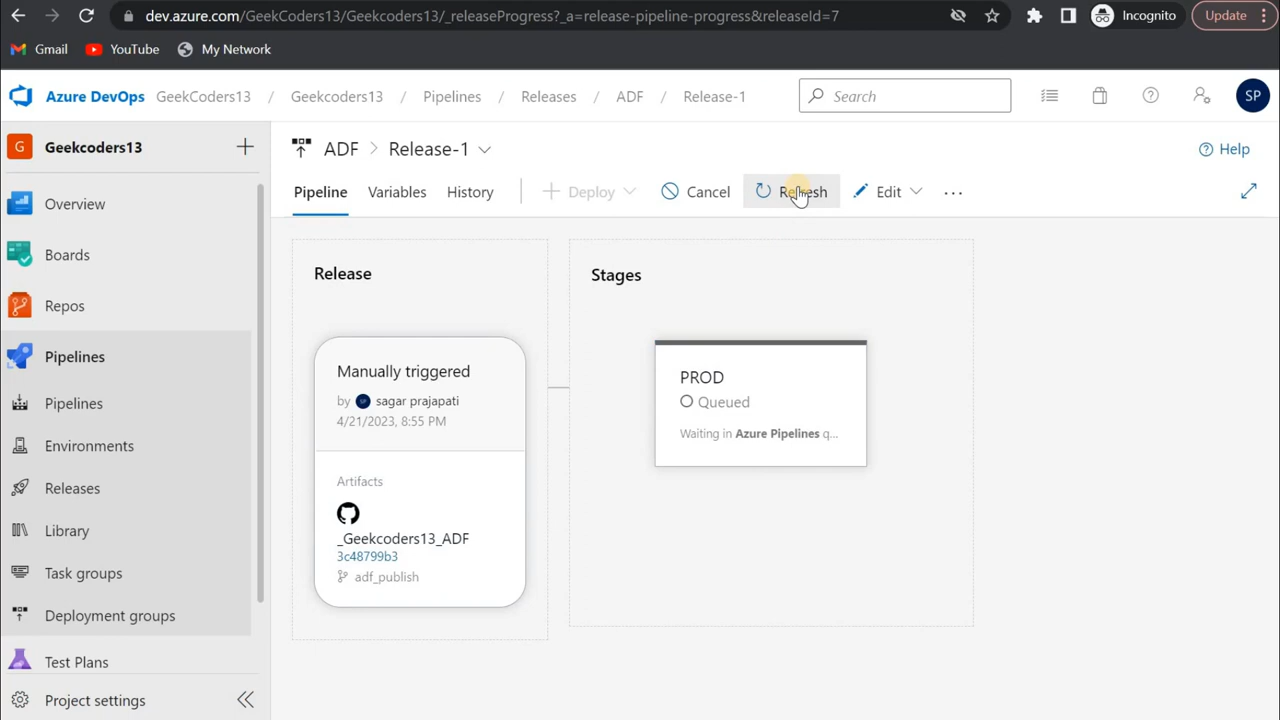 dev.azure.com/GeekCoders13/Geekcoders13/_releaseProgress?_a=release-pipeline-progress&releaseId=7
Incognito
Update
Gmail
YouTube
My Network
Azure DevOps
GeekCoders13 / Geekcoders13 / Pipelines / Releases / ADF / Release-1
Search
SP
G
Geekcoders13
Overview
Boards
Repos
Pipelines
Pipelines
Environments
Releases
Library
Task groups
Deployment groups
Test Plans
Project settings
ADF > Release-1
Help
Pipeline
Variables
History
Deploy
Cancel
Refresh
Edit
Release
Manually triggered
by SP sagar prajapati
4/21/2023, 8:55 PM
Artifacts
_Geekcoders13_ADF
3c48799b3
adf_publish
Stages
PROD
Queued
Waiting in Azure Pipelines q...